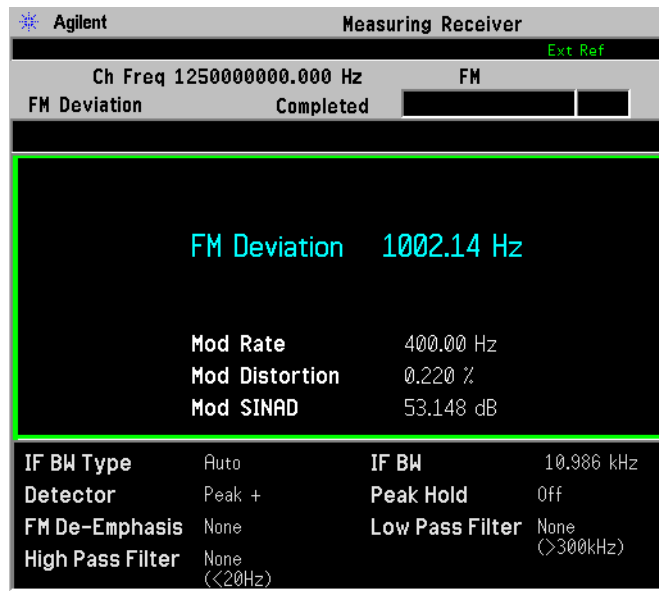 Agilent Measuring Receiver
Ext Ref
Ch Freq 1250000000.000 Hz FM
FM Deviation Completed
FM Deviation 1002.14 Hz
Mod Rate 400.00 Hz
Mod Distortion 0.220 %
Mod SINAD 53.148 dB
IF BW Type Auto IF BW 10.986 kHz
Detector Peak + Peak Hold Off
FM De-Emphasis None Low Pass Filter None
(>300kHz)
High Pass Filter None
(<20Hz)